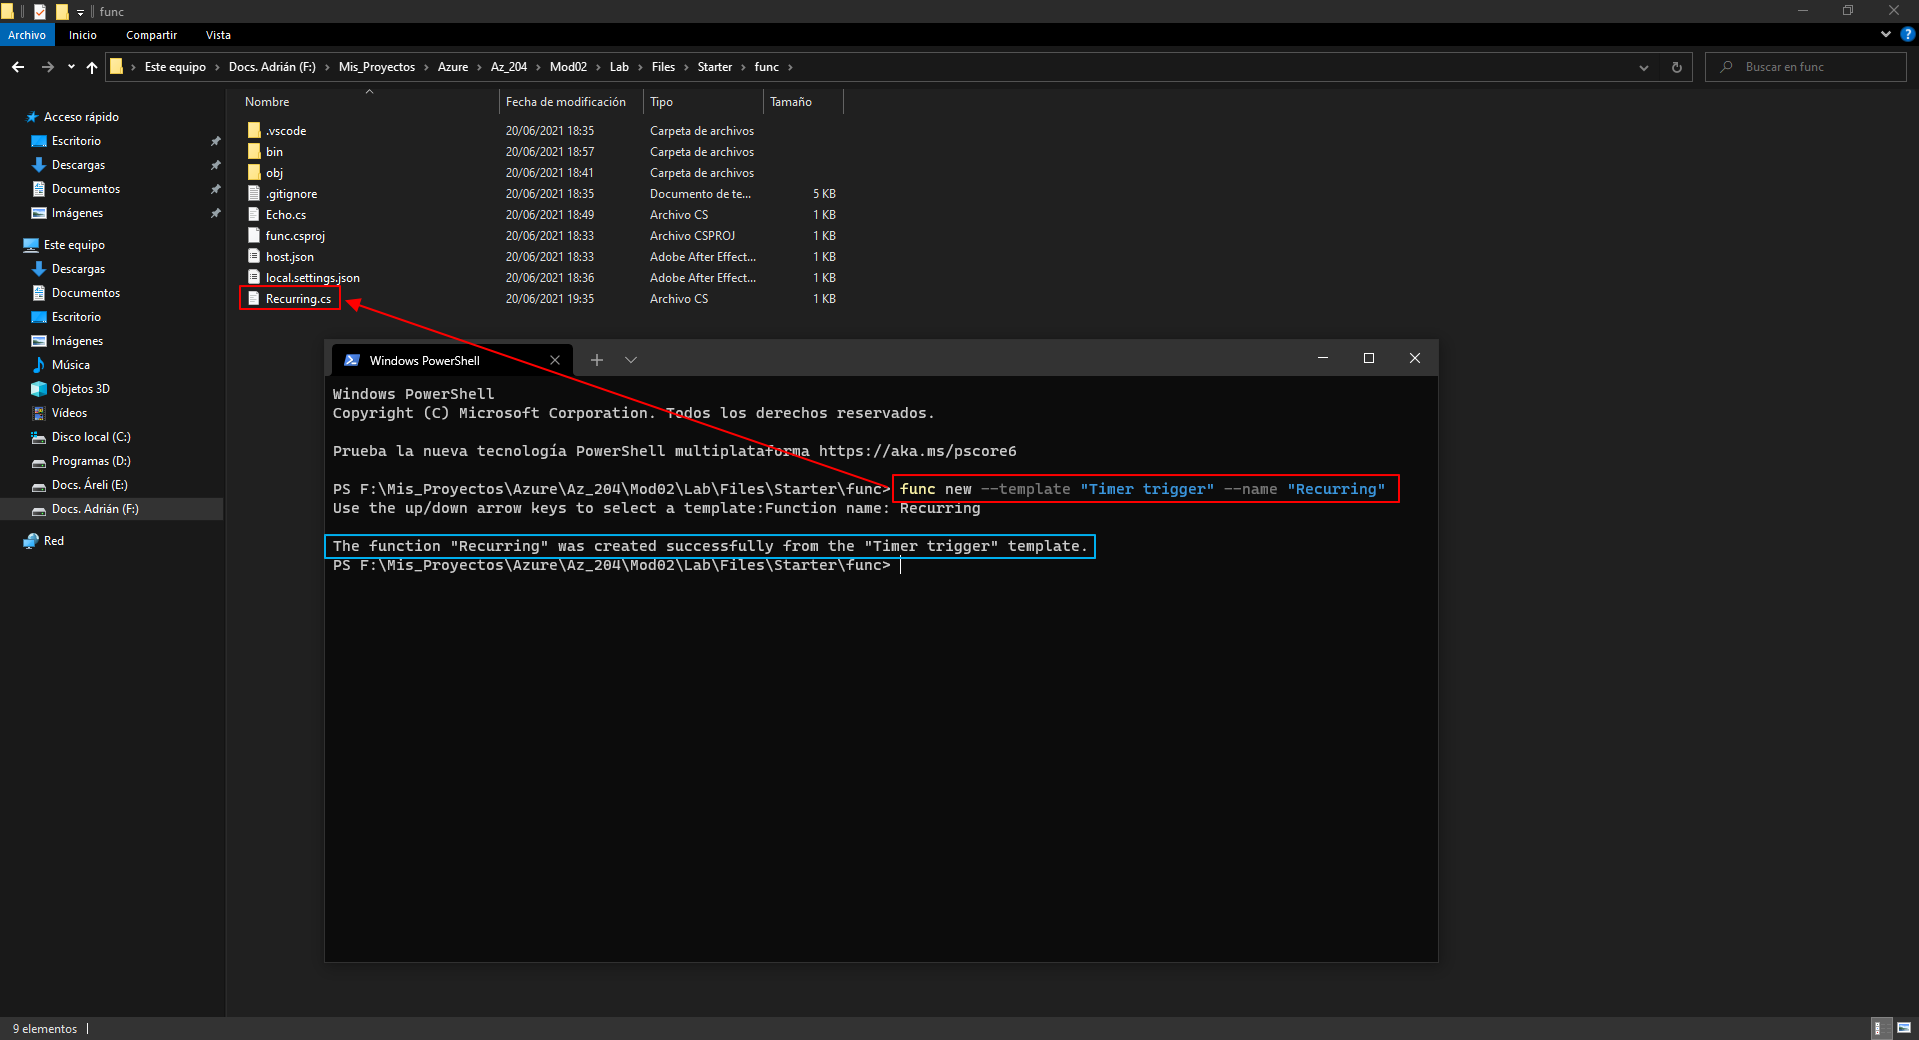 func
Archivo Inicio Compartir Vista
Este equipo Docs. Adrián (F:) Mis_Proyectos Azure Az_204 Mod02 Lab Files Starter func
Buscar en func
Nombre Fecha de modificación Tipo Tamaño
.vscode 20/06/2021 18:35 Carpeta de archivos
bin 20/06/2021 18:57 Carpeta de archivos
obj 20/06/2021 18:41 Carpeta de archivos
.gitignore 20/06/2021 18:35 Documento de te... 5 KB
Echo.cs 20/06/2021 18:49 Archivo CS 1 KB
func.csproj 20/06/2021 18:33 Archivo CSPROJ 1 KB
host.json 20/06/2021 18:33 Adobe After Effect... 1 KB
local.settings.json 20/06/2021 18:36 Adobe After Effect... 1 KB
Recurring.cs 20/06/2021 19:35 Archivo CS 1 KB
Acceso rápido
Escritorio
Descargas
Documentos
Imágenes
Este equipo
Descargas
Documentos
Escritorio
Imágenes
Música
Objetos 3D
Vídeos
Disco local (C:)
Programas (D:)
Docs. Áreli (E:)
Docs. Adrián (F:)
Red
Windows PowerShell
Windows PowerShell
Copyright (C) Microsoft Corporation. Todos los derechos reservados.
Prueba la nueva tecnología PowerShell multiplataforma https://aka.ms/pscore6
PS F:\Mis_Proyectos\Azure\Az_204\Mod02\Lab\Files\Starter\func> func new --template "Timer trigger" --name "Recurring"
Use the up/down arrow keys to select a template:Function name: Recurring
The function "Recurring" was created successfully from the "Timer trigger" template.
PS F:\Mis_Proyectos\Azure\Az_204\Mod02\Lab\Files\Starter\func>
9 elementos